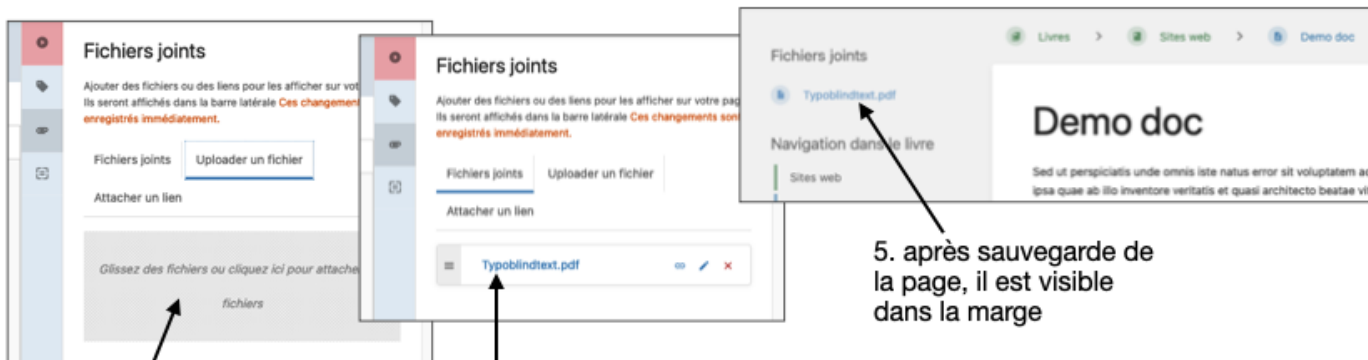 Fichiers joints
Ajouter des fichiers ou des liens pour les afficher sur vot
Ils seront affichés dans la barre latérale Ces changement
enregistrés immédiatement.
Fichiers joints
Uploader un fichier
Attacher un lien
Glissez des fichiers ou cliquez ici pour attache
fichiers
Fichiers joints
Ajouter des fichiers ou des liens pour les afficher sur votre pag
Ils seront affichés dans la barre latérale Ces changements son
enregistrés immédiatement.
Fichiers joints
Uploader un fichier
Attacher un lien
Typoblindtext.pdf
Fichiers joints
Typoblindtext.pdf
Navigation dans le livre
Sites web
Livres > Sites web > Demo doc
Demo doc
Sed ut perspiciatis unde omnis iste natus error sit voluptatem ac
ipsa quae ab illo inventore veritatis et quasi architecto beatae vit
5. après sauvegarde de
la page, il est visible
dans la marge